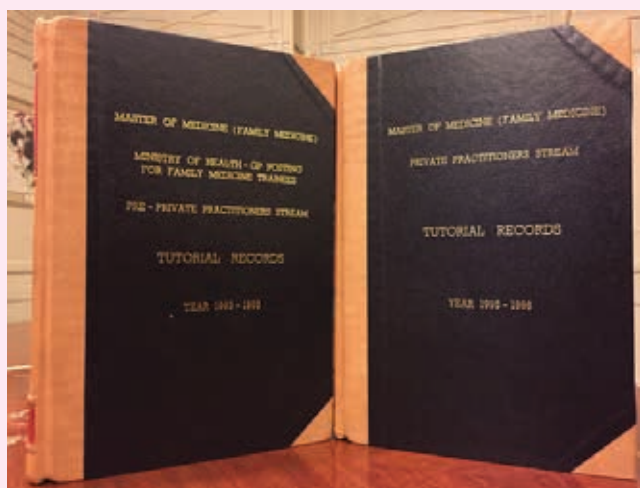 MASTER OF MEDICINE (FAMILY MEDICINE)
MINISTRY OF HEALTH - GP POSTING
FOR FAMILY MEDICINE TRAINEES
PRE - PRIVATE PRACTITIONERS STREAM
TUTORIAL RECORDS
YEAR
MASTER OF MEDICINE (FAMILY MEDICINE)
PRIVATE PRACTITIONERS STREAM
TUTORIAL RECORDS
YEAR